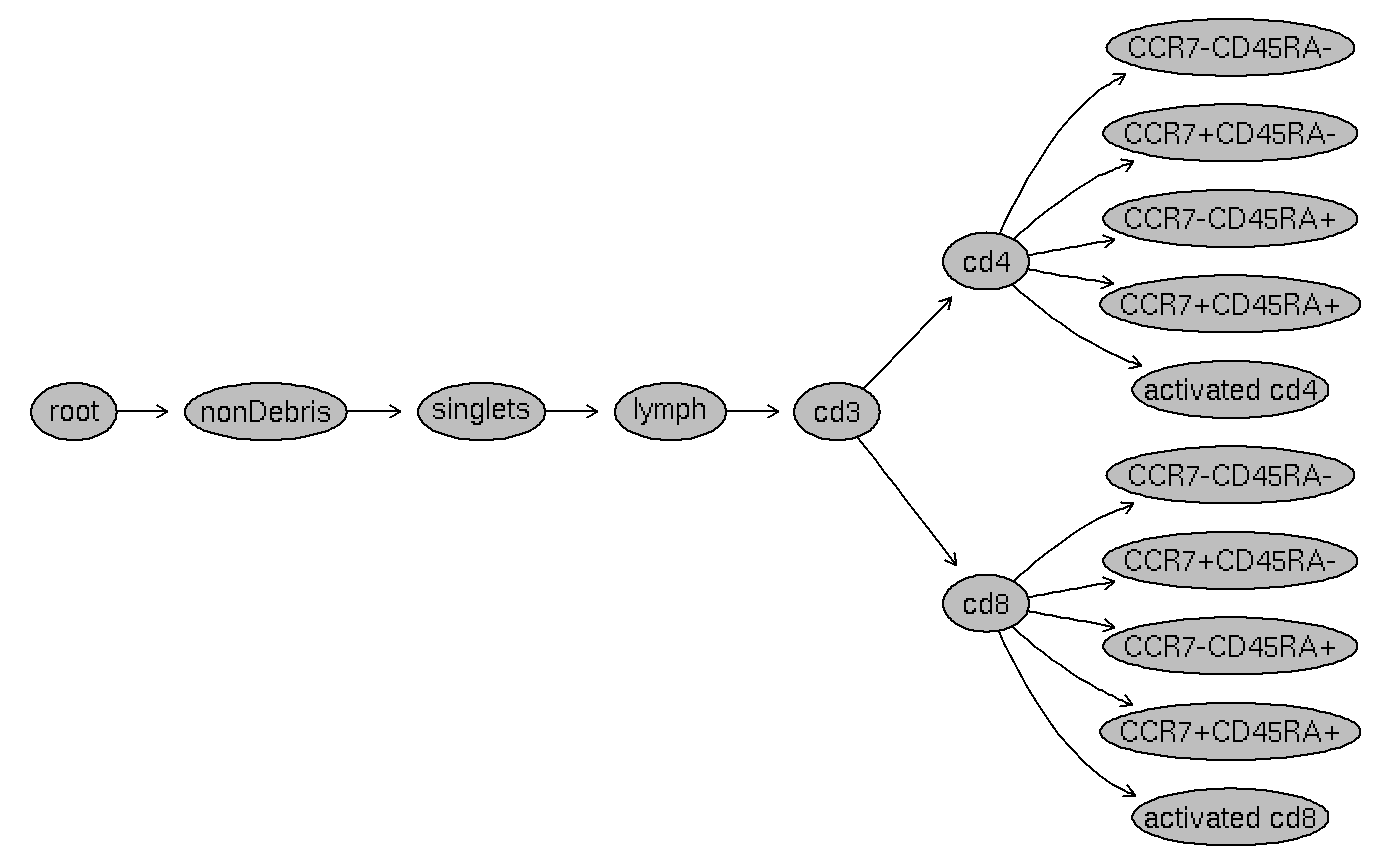 root
nonDebris
singlets
lymph
cd3
cd4
CCR7-CD45RA-
CCR7+CD45RA-
CCR7-CD45RA+
CCR7+CD45RA+
activated cd4
cd8
CCR7-CD45RA-
CCR7+CD45RA-
CCR7-CD45RA+
CCR7+CD45RA+
activated cd8